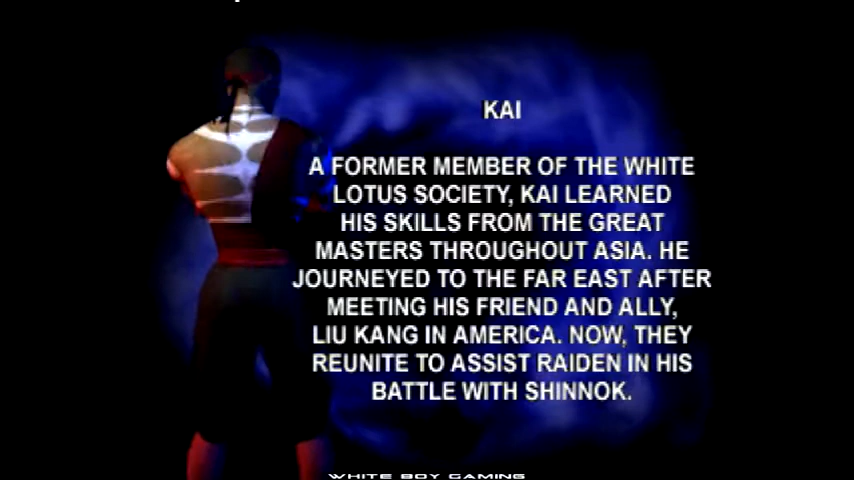 KAI
A FORMER MEMBER OF THE WHITE
LOTUS SOCIETY, KAI LEARNED
HIS SKILLS FROM THE GREAT
MASTERS THROUGHOUT ASIA. HE
JOURNEYED TO THE FAR EAST AFTER
MEETING HIS FRIEND AND ALLY,
LIU KANG IN AMERICA. NOW, THEY
REUNITE TO ASSIST RAIDEN IN HIS
BATTLE WITH SHINNOK.
WHITE BOY GAMING